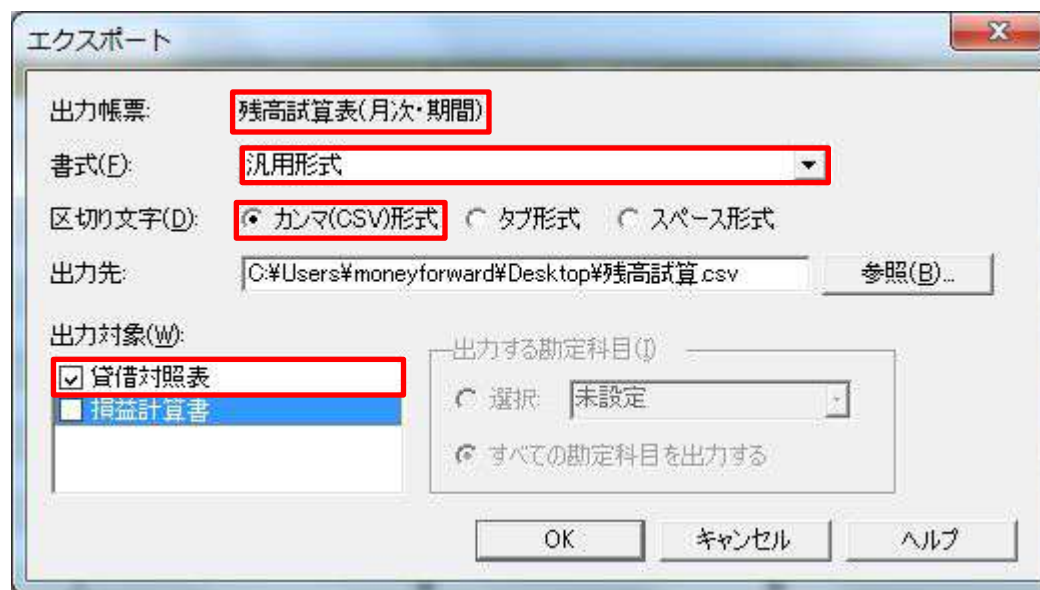 エクスポート
出力帳票: 残高試算表(月次・期間)
書式(F): 汎用形式
区切り文字(D): カンマ(CSV)形式 タブ形式 スペース形式
出力先: C:¥Users¥moneyforward¥Desktop¥残高試算.csv 参照(B)...
出力対象(W):
貸借対照表
損益計算書
出力する勘定科目(I)
選択: 未設定
すべての勘定科目を出力する
OK キャンセル ヘルプ